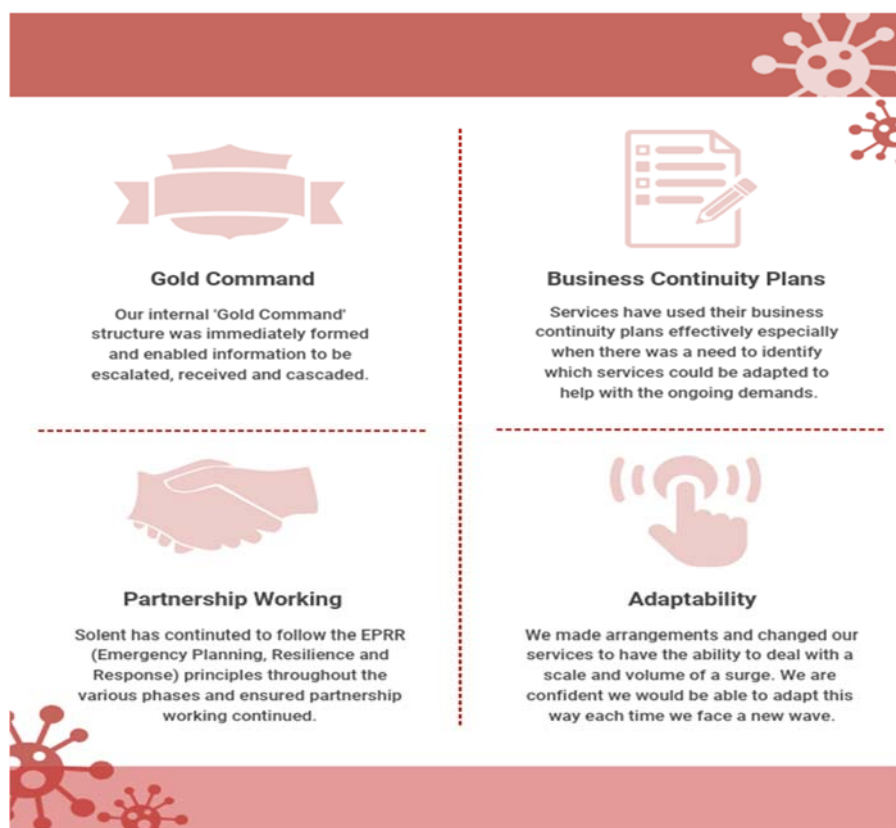 Gold Command
Our internal 'Gold Command'
structure was immediately formed
and enabled information to be
escalated, received and cascaded.
Business Continuity Plans
Services have used their business
continuity plans effectively especially
when there was a need to identify
which services could be adapted to
help with the ongoing demands.
Partnership Working
Solent has continuted to follow the EPRR
(Emergency Planning, Resilience and
Response) principles throughout the
various phases and ensured partnership
working continued.
Adaptability
We made arrangements and changed our
services to have the ability to deal with a
scale and volume of a surge. We are
confident we would be able to adapt this
way each time we face a new wave.